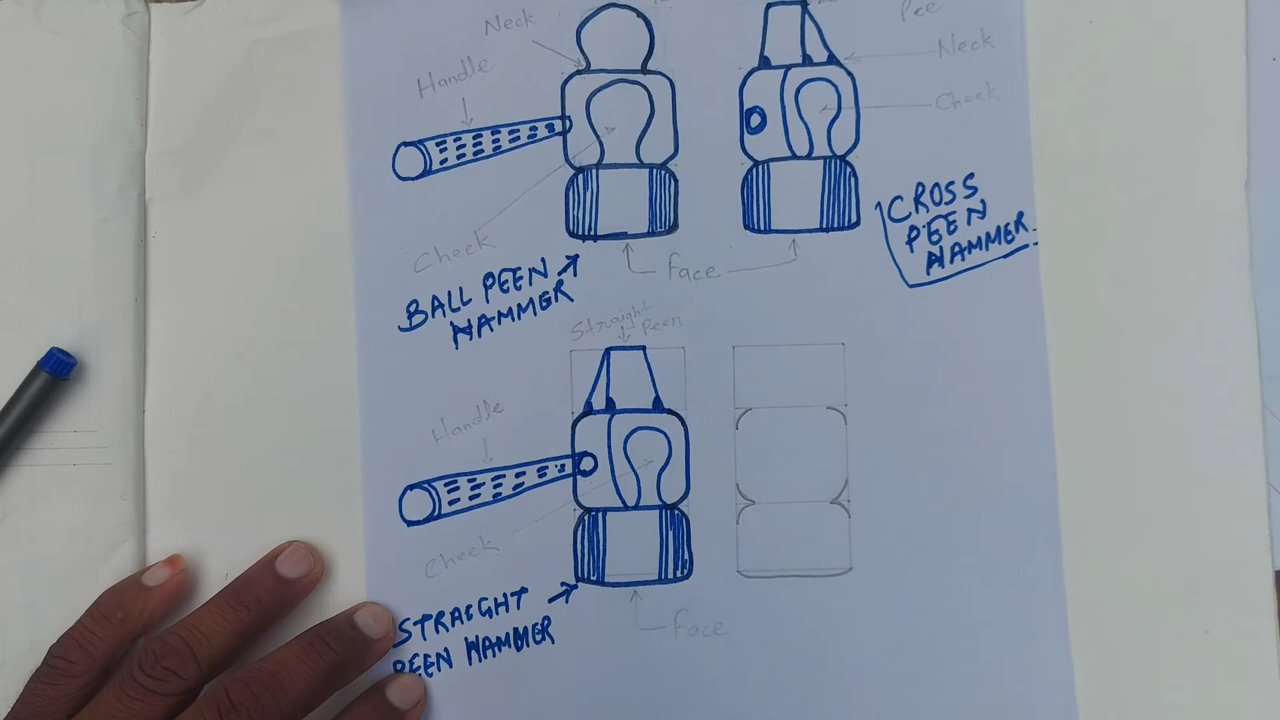 Pee
Neck
Neck
Handle
Cheek
Cheek
Face
CROSS
PEEN
HAMMER.
BALL PEEN
HAMMER
Straight
Peen
Handle
Cheek
STRAIGHT
PEEN HAMMER
Face